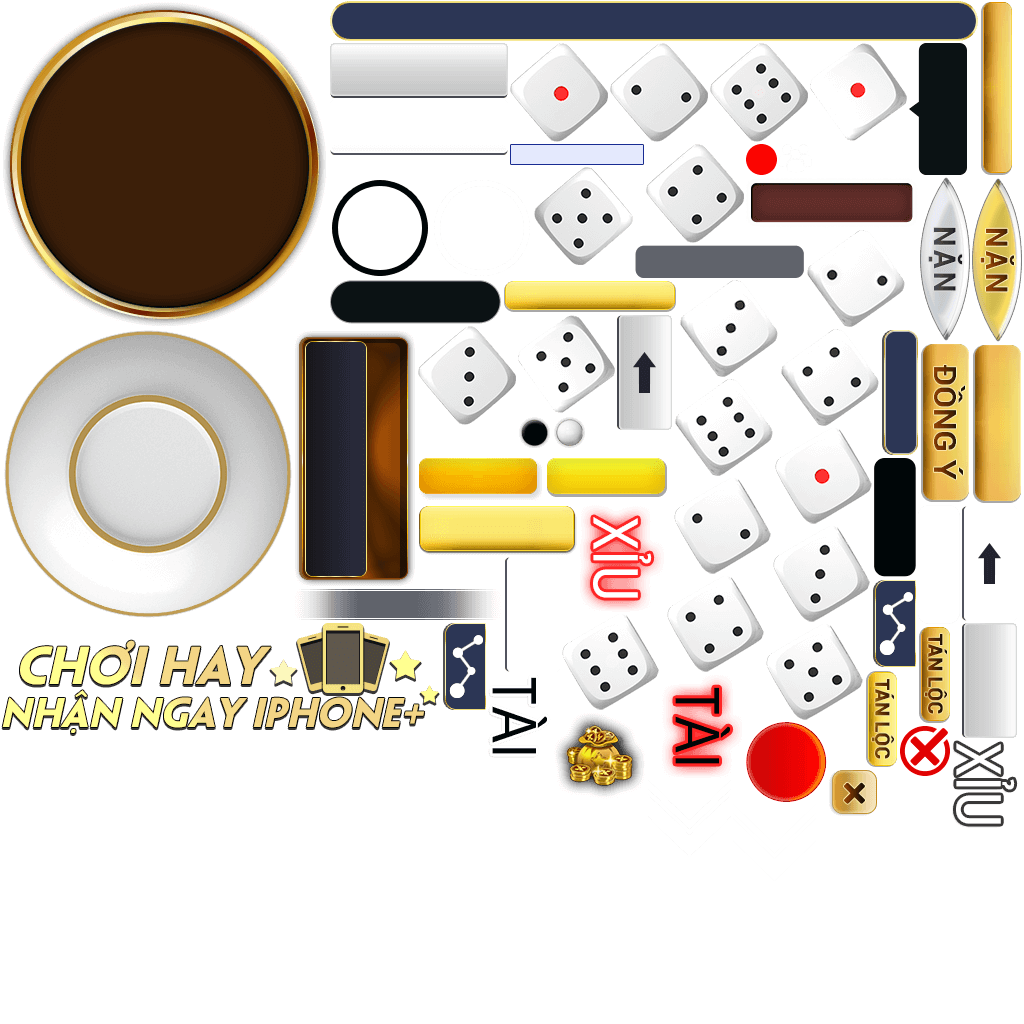 NẶN
NẶN
ĐỒNG Ý
XỈU
CHƠI HAY
NHẬN NGAY IPHONE+
TÁN LỘC
TÁN LỘC
TÀI
TÀI
XỈU